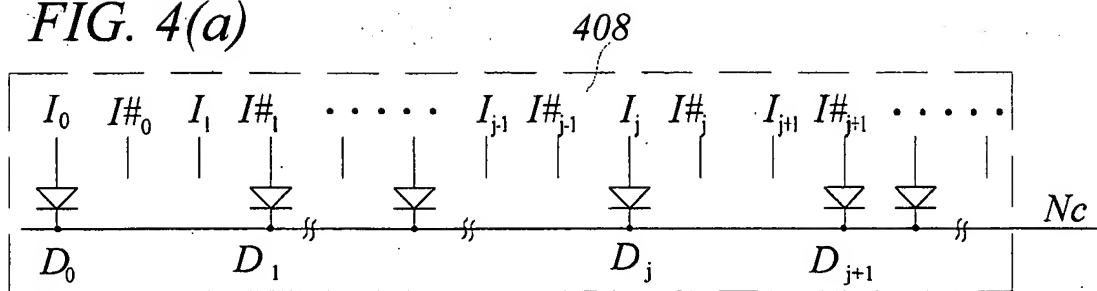 FIG. 4(a)
408
I₀ I#₀ I₁ I#₁ ..... Iⱼ₋₁ I#ⱼ₋₁ Iⱼ I#ⱼ Iⱼ₊₁ I#ⱼ₊₁ .....
Nc
D₀ D₁ Dⱼ Dⱼ₊₁